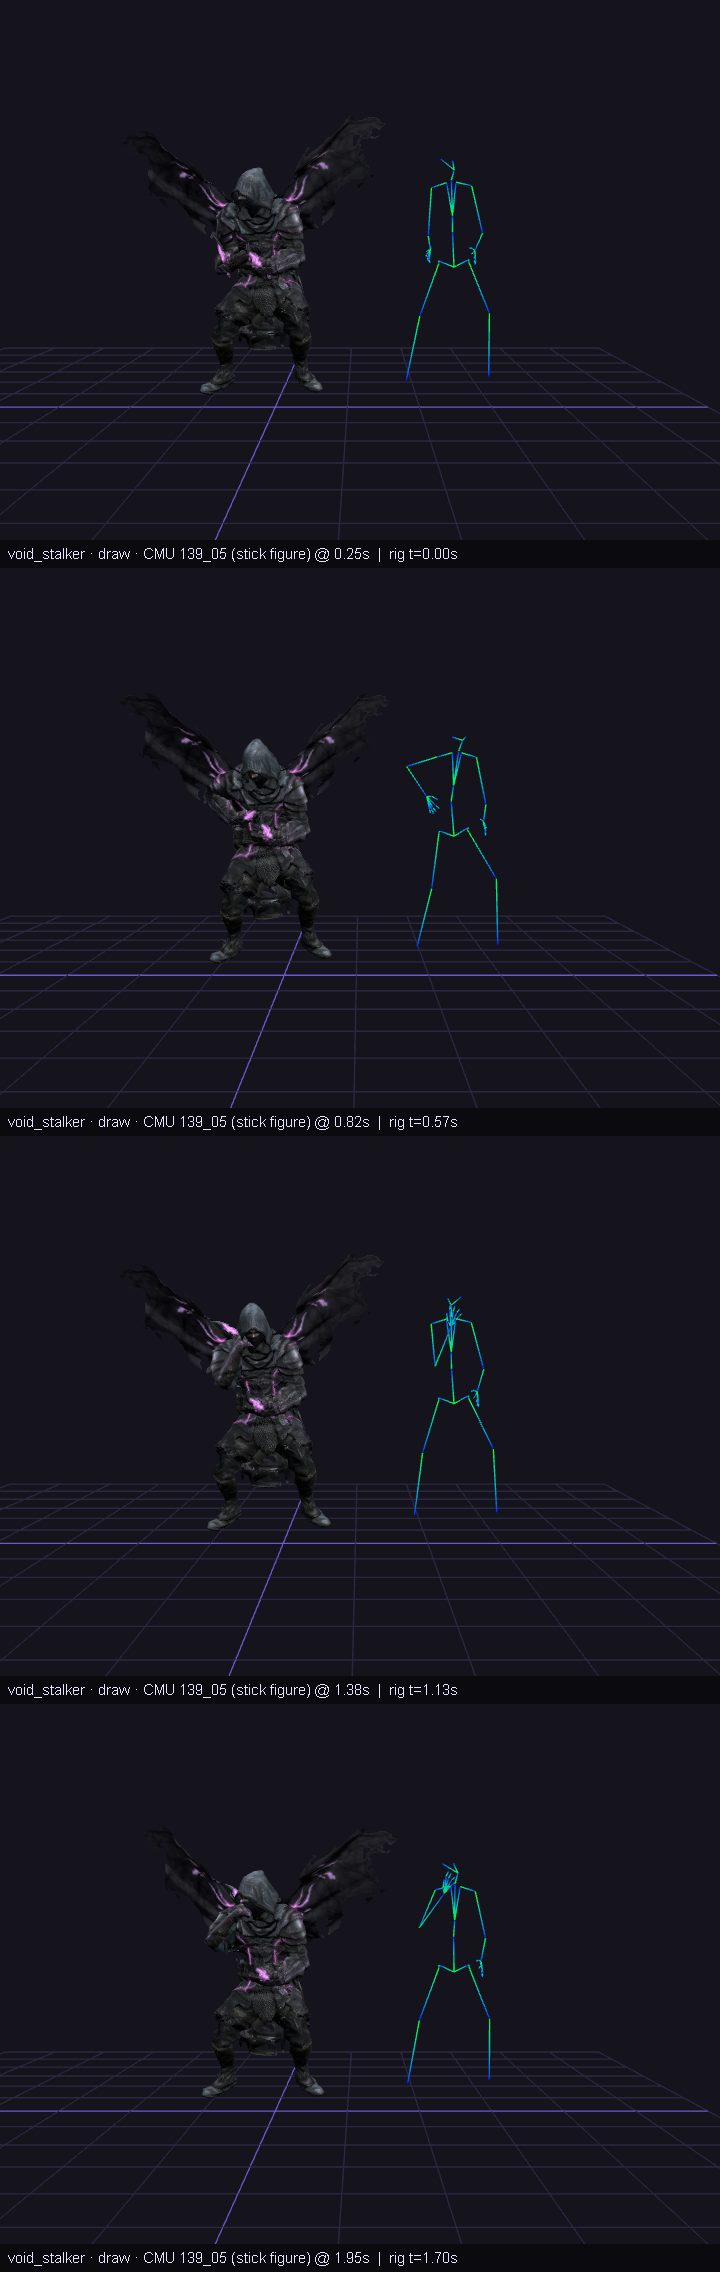 void_stalker · draw · CMU 139_05 (stick figure) @ 0.25s | rig t=0.00s
void_stalker · draw · CMU 139_05 (stick figure) @ 0.82s | rig t=0.57s
void_stalker · draw · CMU 139_05 (stick figure) @ 1.38s | rig t=1.13s
void_stalker · draw · CMU 139_05 (stick figure) @ 1.95s | rig t=1.70s